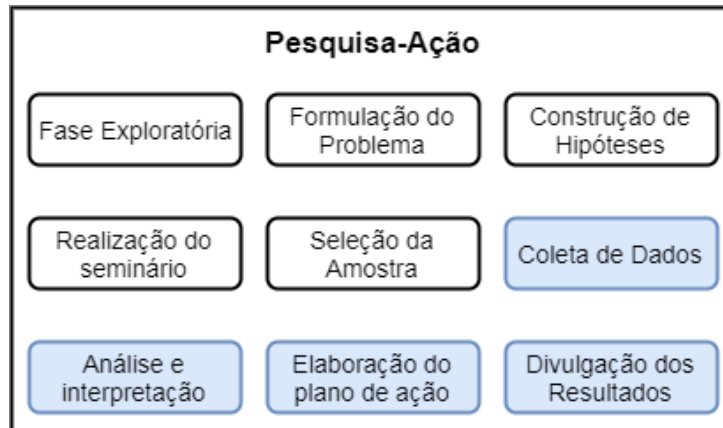 Pesquisa-Ação
Fase Exploratória
Formulação do
Problema
Construção de
Hipóteses
Realização do
seminário
Seleção da
Amostra
Coleta de Dados
Análise e
interpretação
Elaboração do
plano de ação
Divulgação dos
Resultados